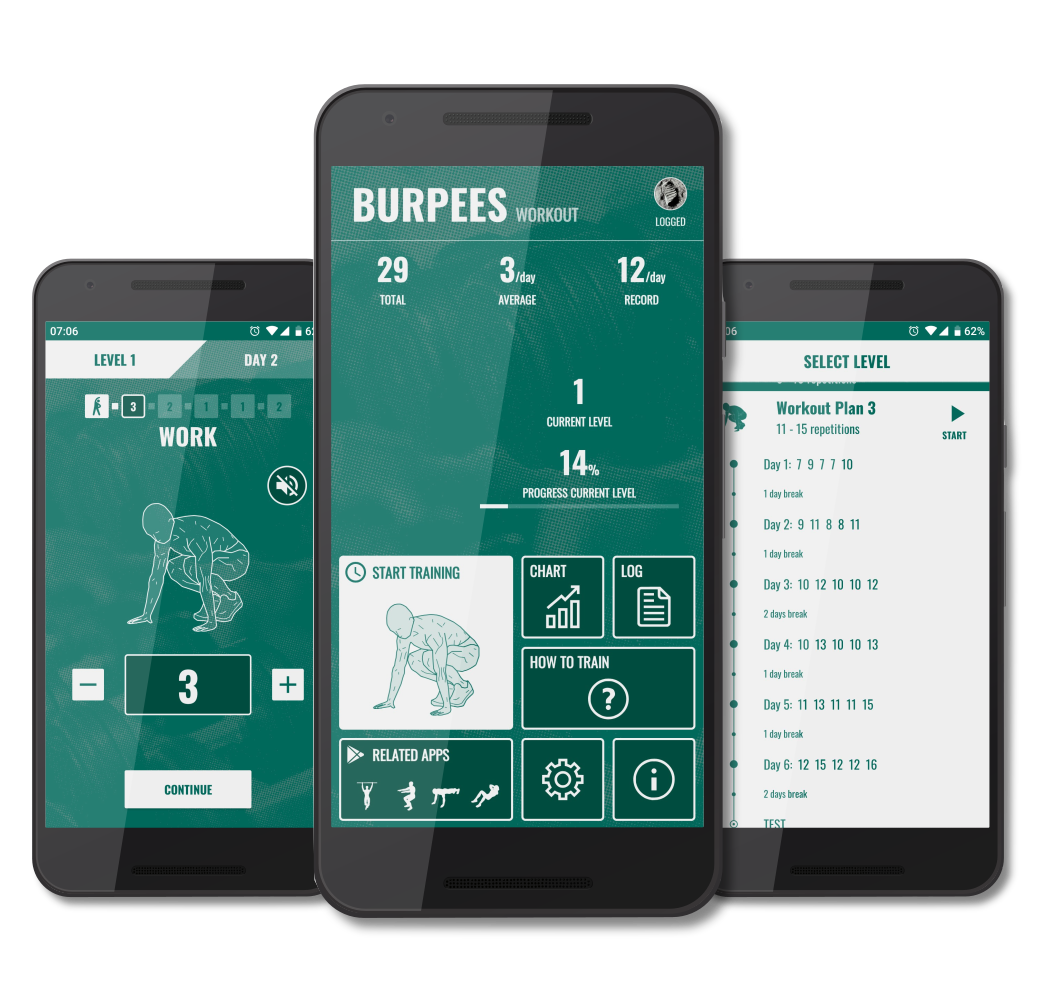 07:06
62
LEVEL 1
DAY 2
3 2 1 1 2
WORK
3
CONTINUE
BURPEES WORKOUT
LOGGED
29 3/day 12/day
TOTAL AVERAGE RECORD
1
CURRENT LEVEL
14%
PROGRESS CURRENT LEVEL
START TRAINING
CHART
LOG
HOW TO TRAIN
?
RELATED APPS
i
06
62%
SELECT LEVEL
Workout Plan 3
11 - 15 repetitions
START
Day 1: 7 9 7 7 10
1 day break
Day 2: 9 11 8 8 11
1 day break
Day 3: 10 12 10 10 12
2 days break
Day 4: 10 13 10 10 13
1 day break
Day 5: 11 13 11 11 15
1 day break
Day 6: 12 15 12 12 16
2 days break
TEST